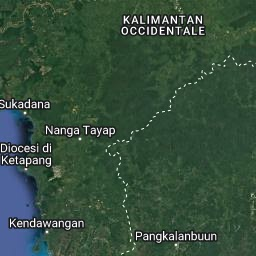 KALIMANTAN
OCCIDENTALE
Sukadana
Nanga Tayap
Diocesi di
Ketapang
Kendawangan
Pangkalanbuun